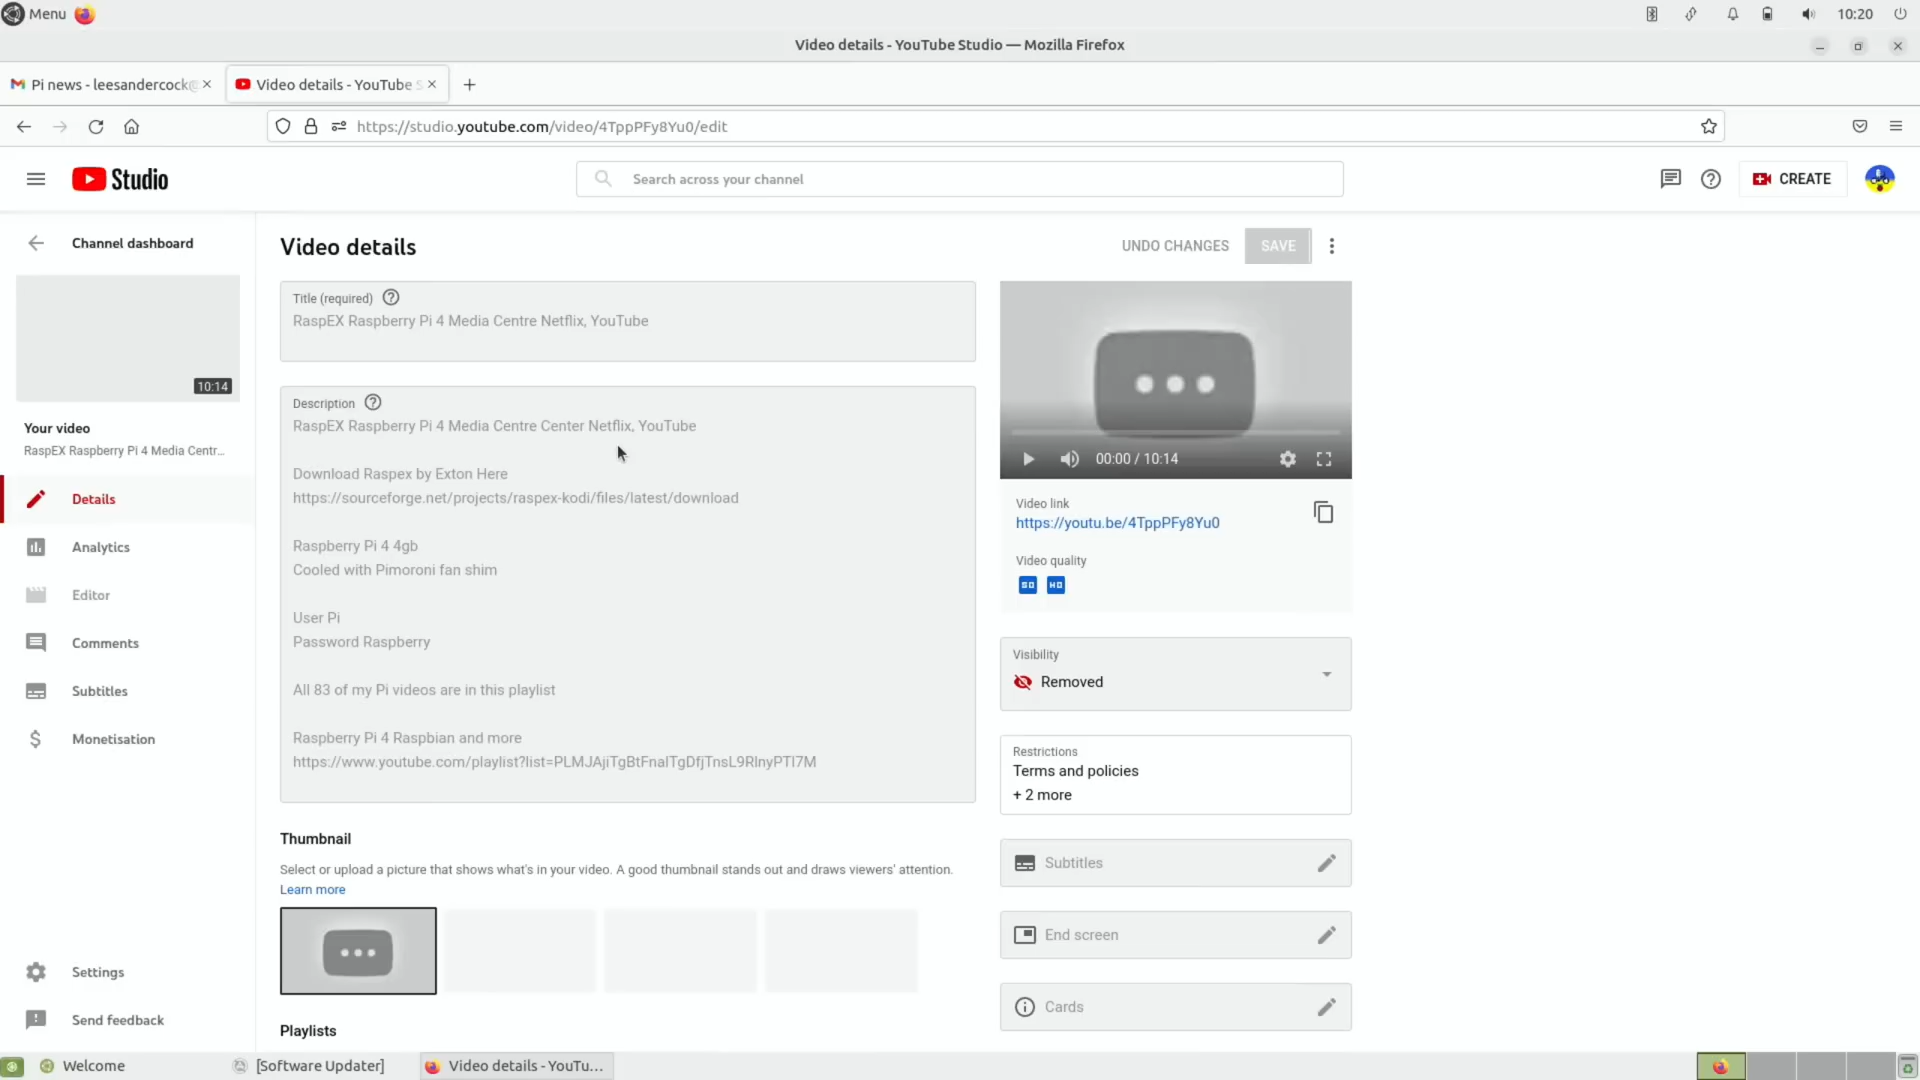 Menu
10:20
Video details - YouTube Studio — Mozilla Firefox
Pi news - leesandercock@
Video details - YouTube S
https://studio.youtube.com/video/4TppPFy8Yu0/edit
Studio
Search across your channel
CREATE
Channel dashboard
10:14
Your video
RaspEX Raspberry Pi 4 Media Centr...
Details
Analytics
Editor
Comments
Subtitles
Monetisation
Settings
Send feedback
Video details
UNDO CHANGES
SAVE
Title (required)
RaspEX Raspberry Pi 4 Media Centre Netflix, YouTube
Description
RaspEX Raspberry Pi 4 Media Centre Center Netflix, YouTube
Download Raspex by Exton Here
https://sourceforge.net/projects/raspex-kodi/files/latest/download
Raspberry Pi 4 4gb
Cooled with Pimoroni fan shim
User Pi
Password Raspberry
All 83 of my Pi videos are in this playlist
Raspberry Pi 4 Raspbian and more
https://www.youtube.com/playlist?list=PLMJAjiTgBtFnaITgDfjTnsL9RlnyPTI7M
Thumbnail
Select or upload a picture that shows what's in your video. A good thumbnail stands out and draws viewers' attention.
Learn more
Playlists
00:00 / 10:14
Video link
https://youtu.be/4TppPFy8Yu0
Video quality
SD HD
Visibility
Removed
Restrictions
Terms and policies
+ 2 more
Subtitles
End screen
Cards
Welcome
[Software Updater]
Video details - YouTu...